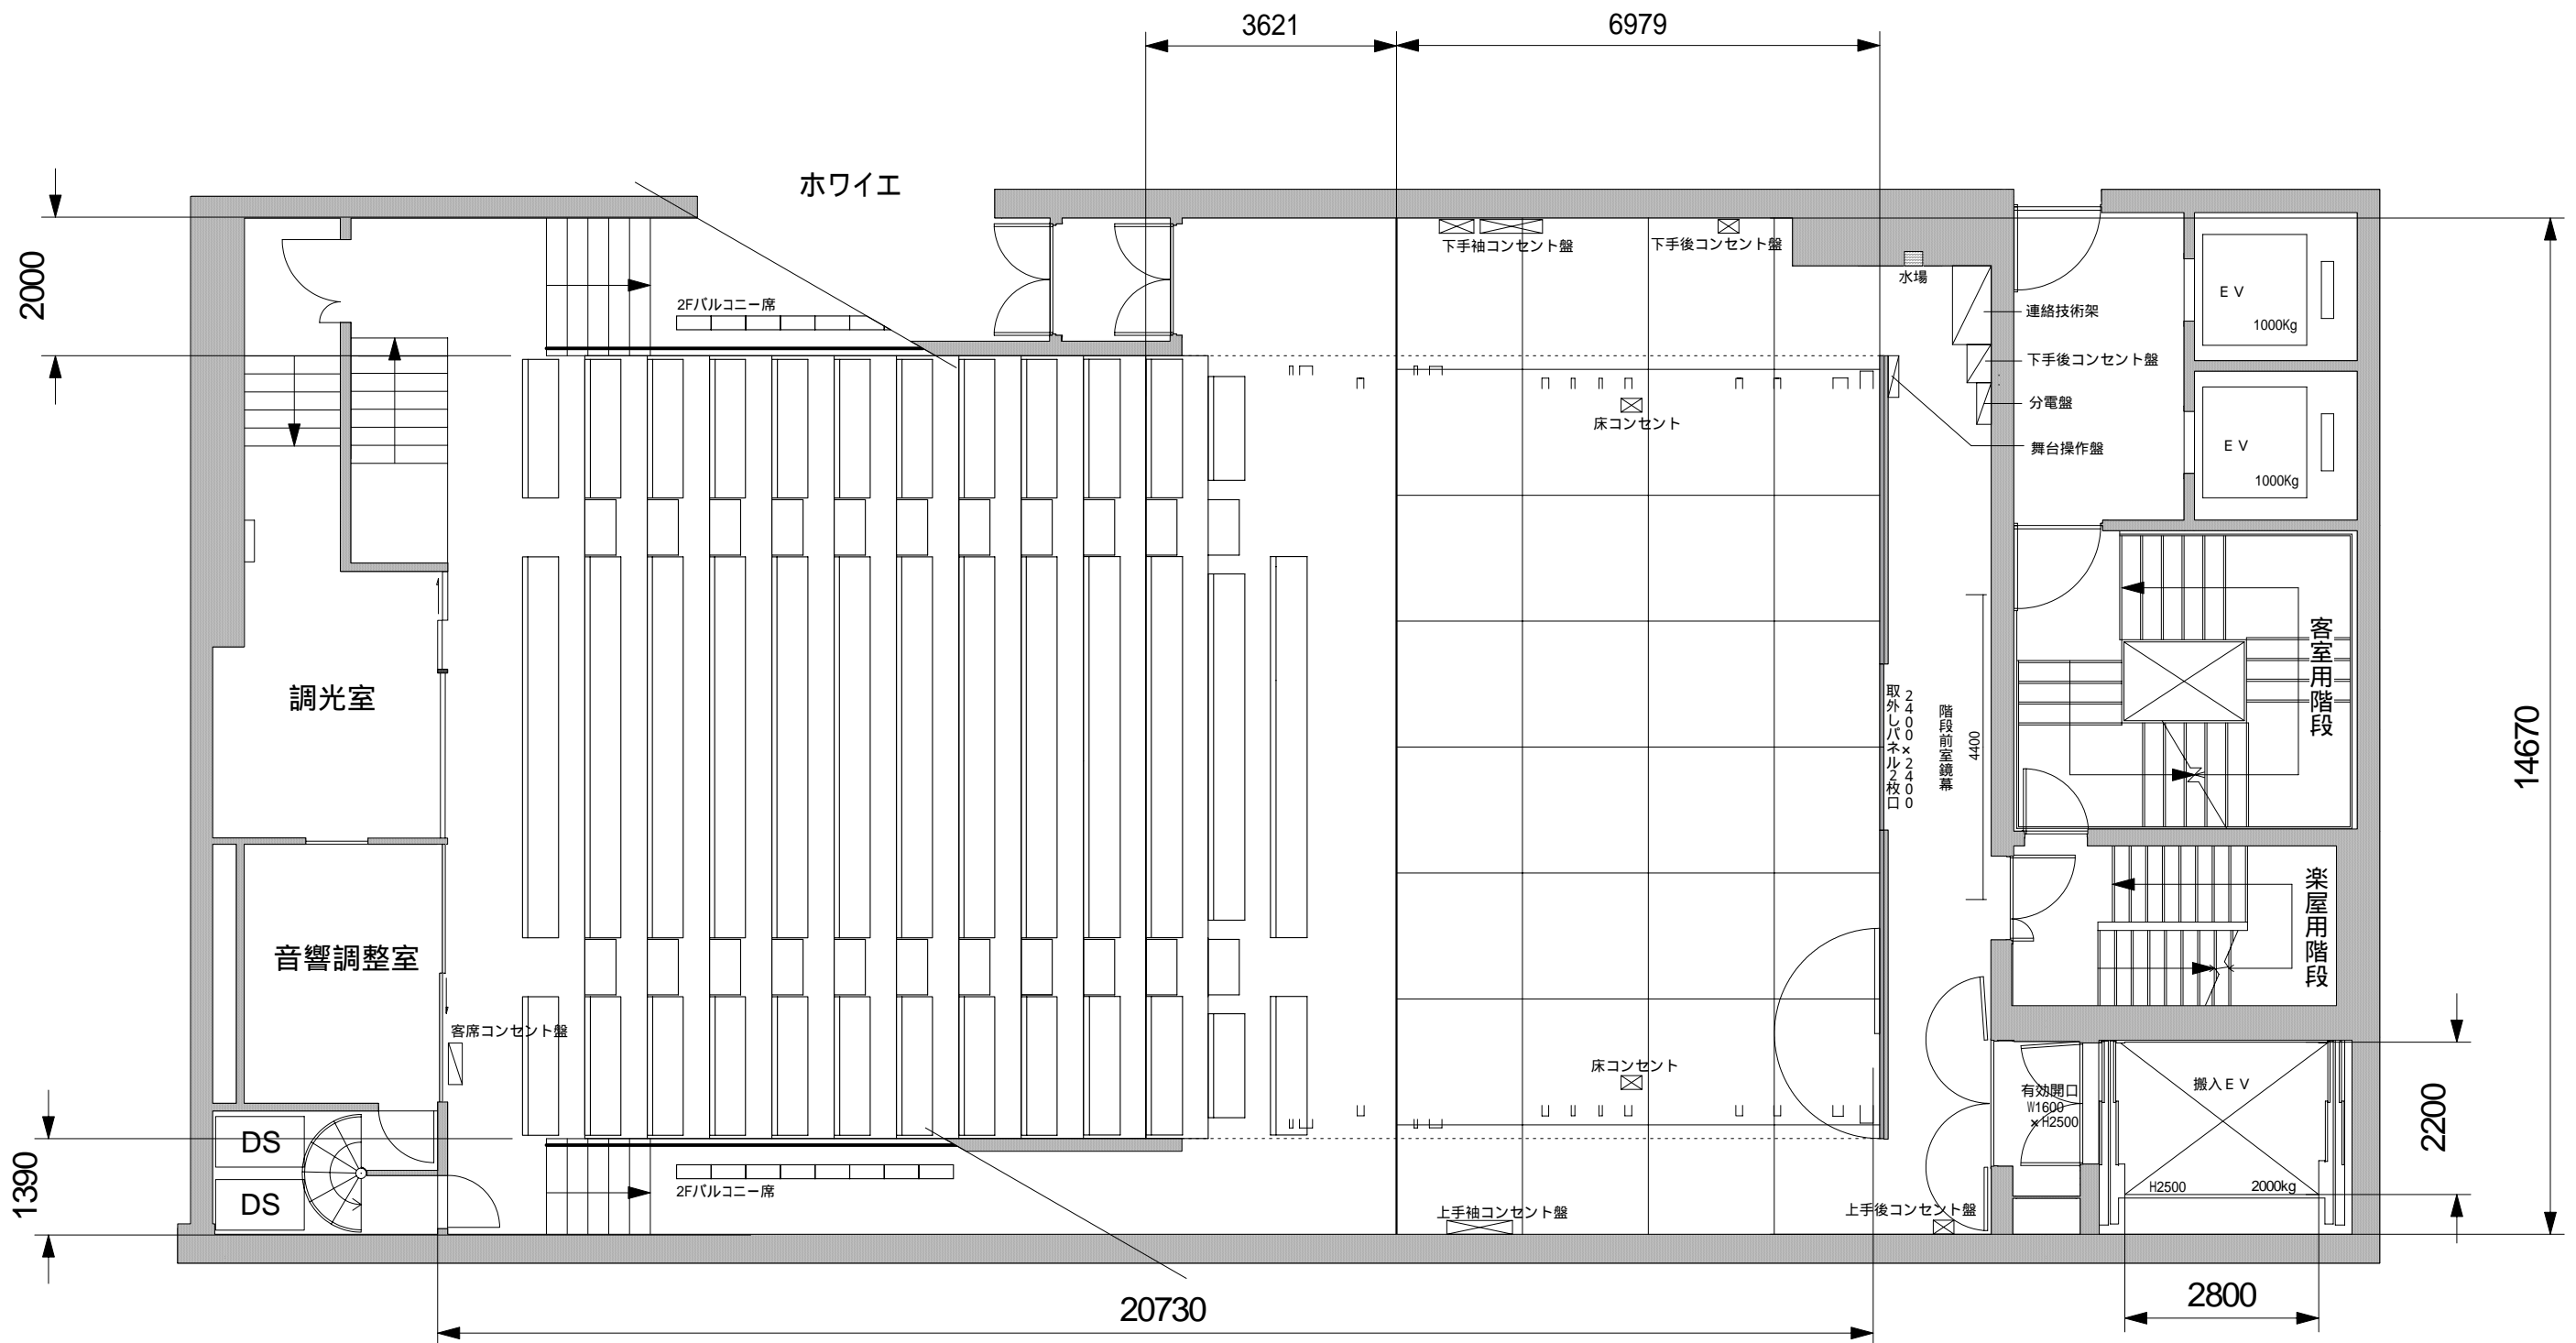 3621
6979
ホワイエ
2000
2Fバルコニー席
下手袖コンセント盤
下手後コンセント盤
水場
連絡技術架
下手後コンセント盤
分電盤
舞台操作盤
床コンセント
EV
1000Kg
EV
1000Kg
客室用階段
調光室
2400×2400
取外しパネル2枚口
階段前室鏡幕
4400
14670
音響調整室
楽屋用階段
客席コンセント盤
床コンセント
有効開口
W1600
×H2500
搬入EV
H2500
2000kg
2200
DS
DS
1390
2Fバルコニー席
上手袖コンセント盤
上手後コンセント盤
20730
2800